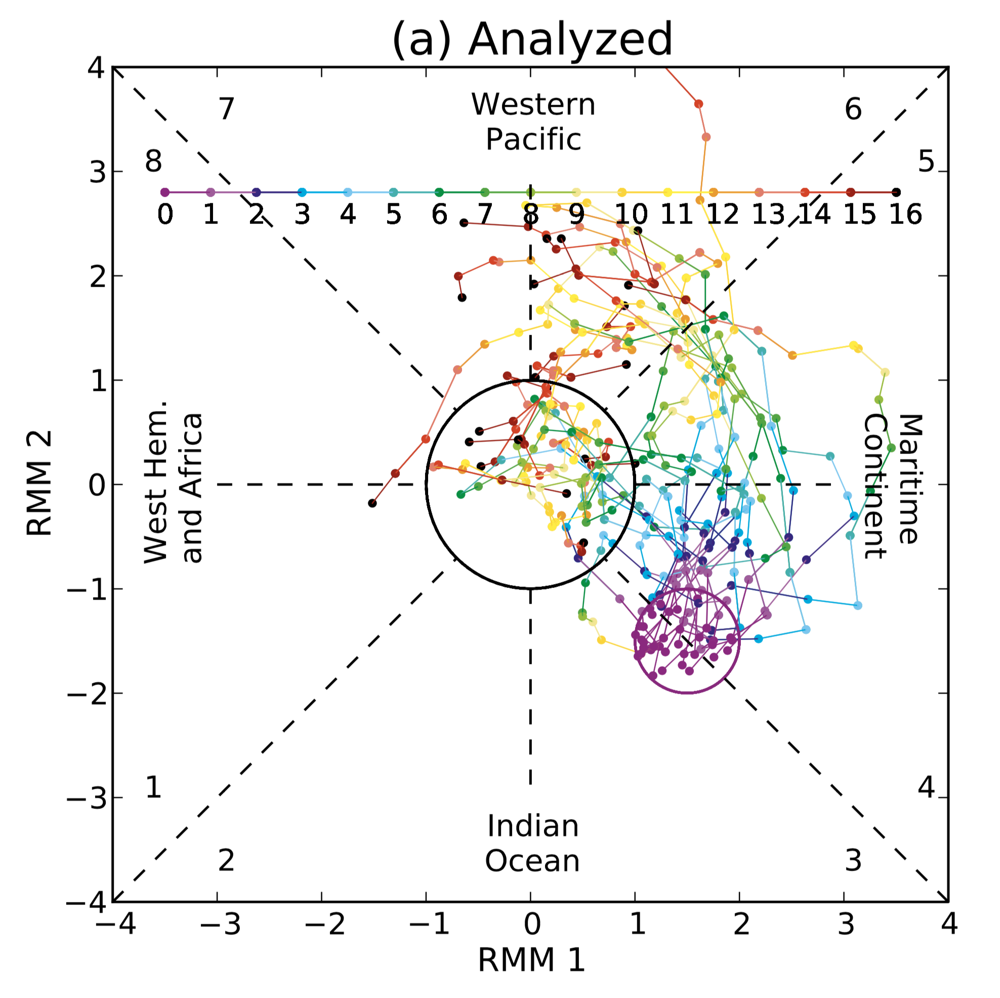 (a) Analyzed
4
3
2
1
0
−1
−2
−3
−4
RMM 2
7
6
8
5
Western
Pacific
0 1 2 3 4 5 6 7 8 9 10 11 12 13 14 15 16
West Hem.
and Africa
Maritime
Continent
1
4
2
3
Indian
Ocean
−4 −3 −2 −1 0 1 2 3 4
RMM 1